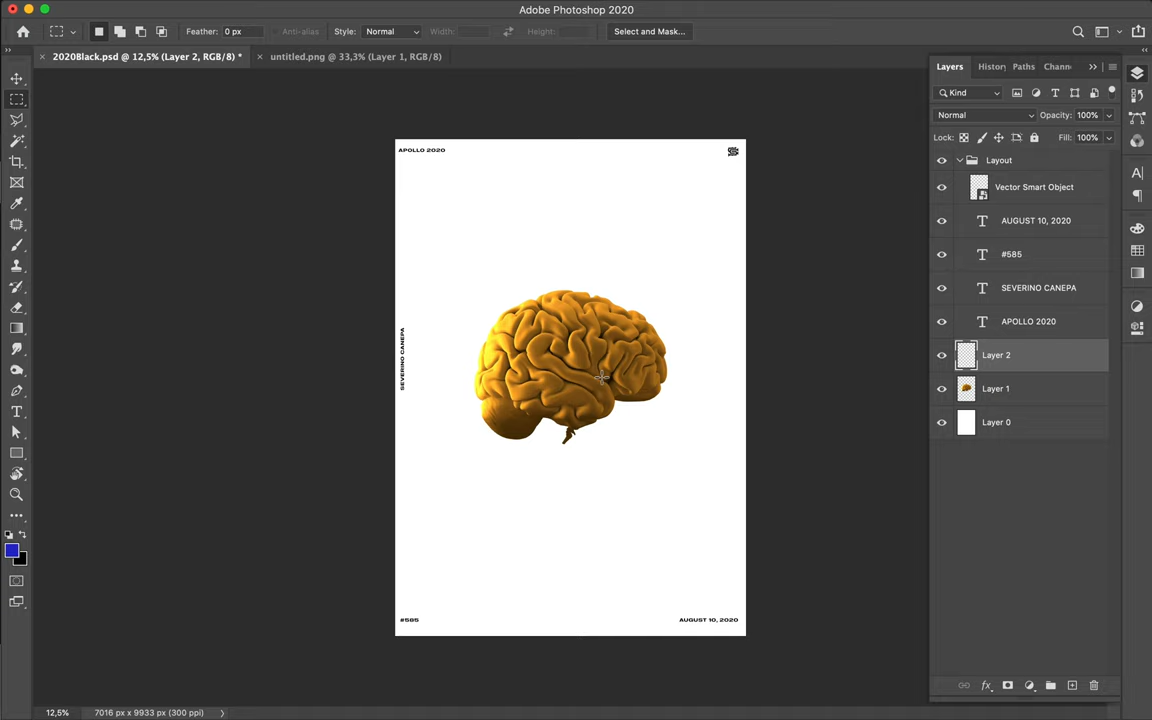 Adobe Photoshop 2020
Feather: 0 px
Anti-alias
Style: Normal
Width:
Height:
Select and Mask...
2020Black.psd @ 12,5% (Layer 2, RGB/8) *
untitled.png @ 33,3% (Layer 1, RGB/8)
Layers
History
Paths
Chann
Kind
Normal
Opacity: 100%
Lock:
Fill: 100%
Layout
Vector Smart Object
T AUGUST 10, 2020
T #585
T SEVERINO CANEPA
T APOLLO 2020
Layer 2
Layer 1
Layer 0
APOLLO 2020
SEVERINO CANEPA
#585
AUGUST 10, 2020
12,5%
7016 px x 9933 px (300 ppi)